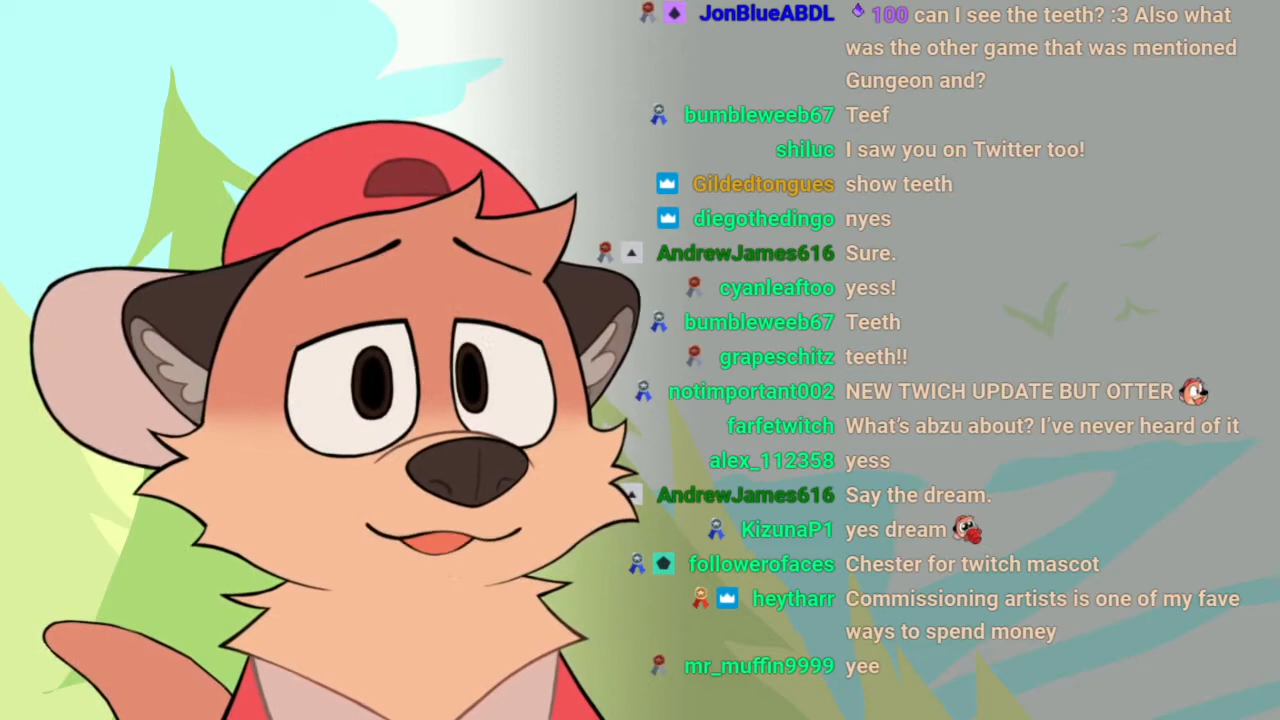 JonBlueABDL 100 can I see the teeth? :3 Also what
was the other game that was mentioned
Gungeon and?
bumbleweeb67 Teef
shiluc I saw you on Twitter too!
Gildedtongues show teeth
diegothedingo nyes
AndrewJames616 Sure.
cyanleaftoo yess!
bumbleweeb67 Teeth
grapeschitz teeth!!
notimportant002 NEW TWICH UPDATE BUT OTTER
farfetwitch What's abzu about? I've never heard of it
alex_112358 yess
AndrewJames616 Say the dream.
KizunaP1 yes dream
followerofaces Chester for twitch mascot
heytharr Commissioning artists is one of my fave
ways to spend money
mr_muffin9999 yee